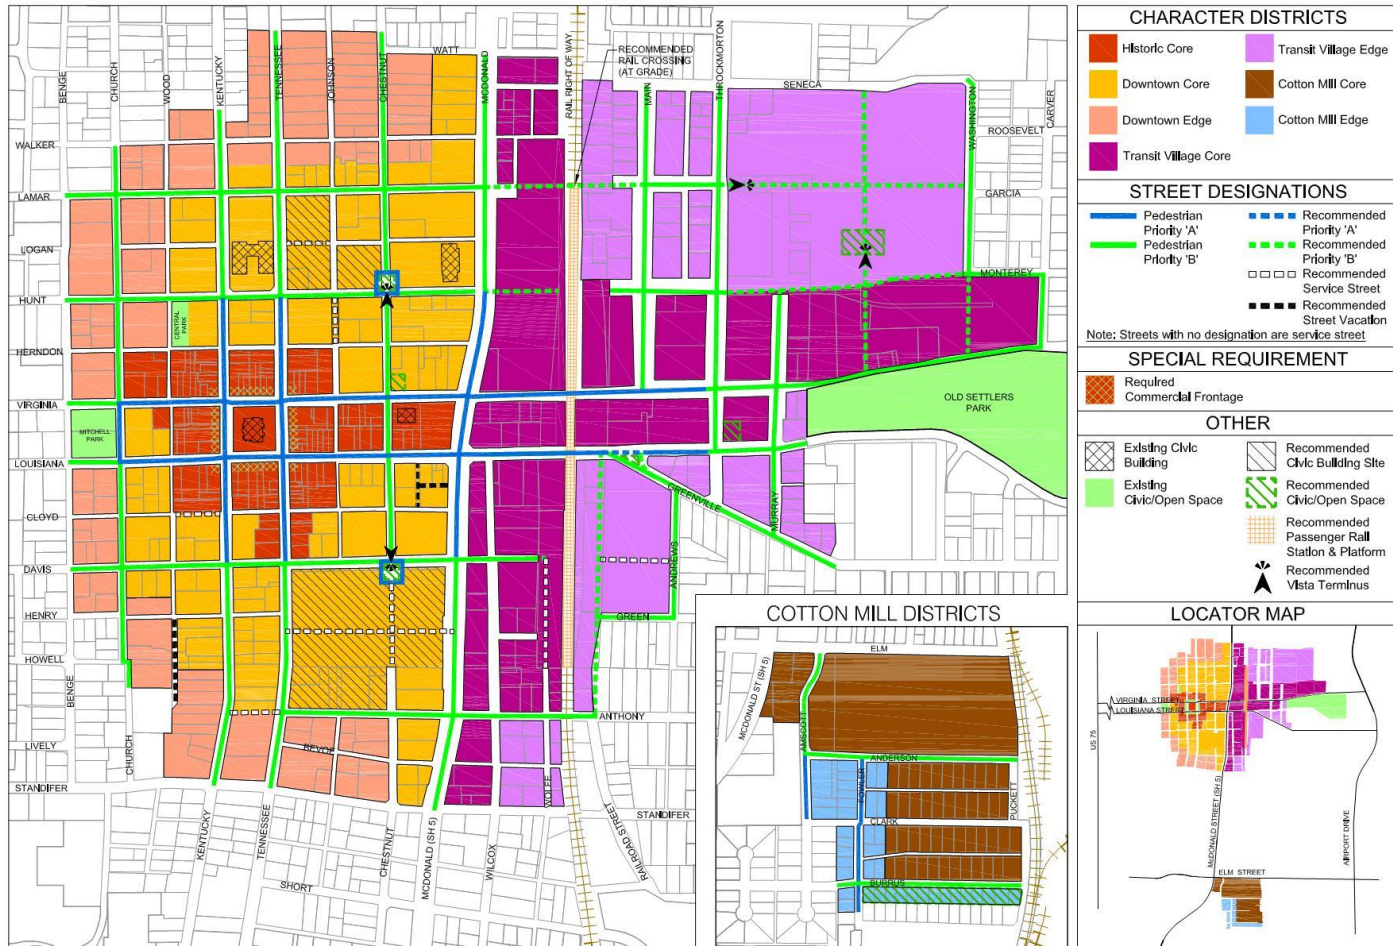 WATT
RECOMMENDED
RAIL CROSSING
(AT GRADE)
RAIL RIGHT OF WAY
BENGE
CHURCH
WOOD
KENTUCKY
TENNESSEE
JOHNSON
CHESTNUT
MCDONALD
MAIN
THROCKMORTON
SENECA
WASHINGTON
CARVER
ROOSEVELT
WALKER
LAMAR
GARCIA
LOGAN
MONTEREY
HUNT
CENTRAL
PARK
HERNDON
VIRGINIA
OLD SETTLERS
PARK
MITCHELL
PARK
LOUISIANA
GREENVILLE
MURRAY
CLOYD
DAVIS
ANDREWS
HENRY
GREEN
HOWELL
BENGE
ANTHONY
LIVELY
CHURCH
STANDIFER
WOLFE
STANDIFER
KENTUCKY
TENNESSEE
CHESTNUT
MCDONALD (SH 5)
WILCOX
RAILROAD STREET
SHORT
COTTON MILL DISTRICTS
ELM
MCDONALD ST (SH 5)
AMSCOTT
ANDERSON
FOWLER
PUCKETT
CLARK
BURRUS
CHARACTER DISTRICTS
Historic Core
Transit Village Edge
Downtown Core
Cotton Mill Core
Downtown Edge
Cotton Mill Edge
Transit Village Core
STREET DESIGNATIONS
Pedestrian
Priority 'A'
Recommended
Priority 'A'
Pedestrian
Priority 'B'
Recommended
Priority 'B'
Recommended
Service Street
Recommended
Street Vacation
Note: Streets with no designation are service street
SPECIAL REQUIREMENT
Required
Commercial Frontage
OTHER
Existing Civic
Building
Recommended
Civic Building Site
Existing
Civic/Open Space
Recommended
Civic/Open Space
Recommended
Passenger Rail
Station & Platform
Recommended
Vista Terminus
LOCATOR MAP
VIRGINIA STREET
LOUISIANA STREET
US 75
McDONALD STREET (SH 5)
AIRPORT DRIVE
ELM STREET